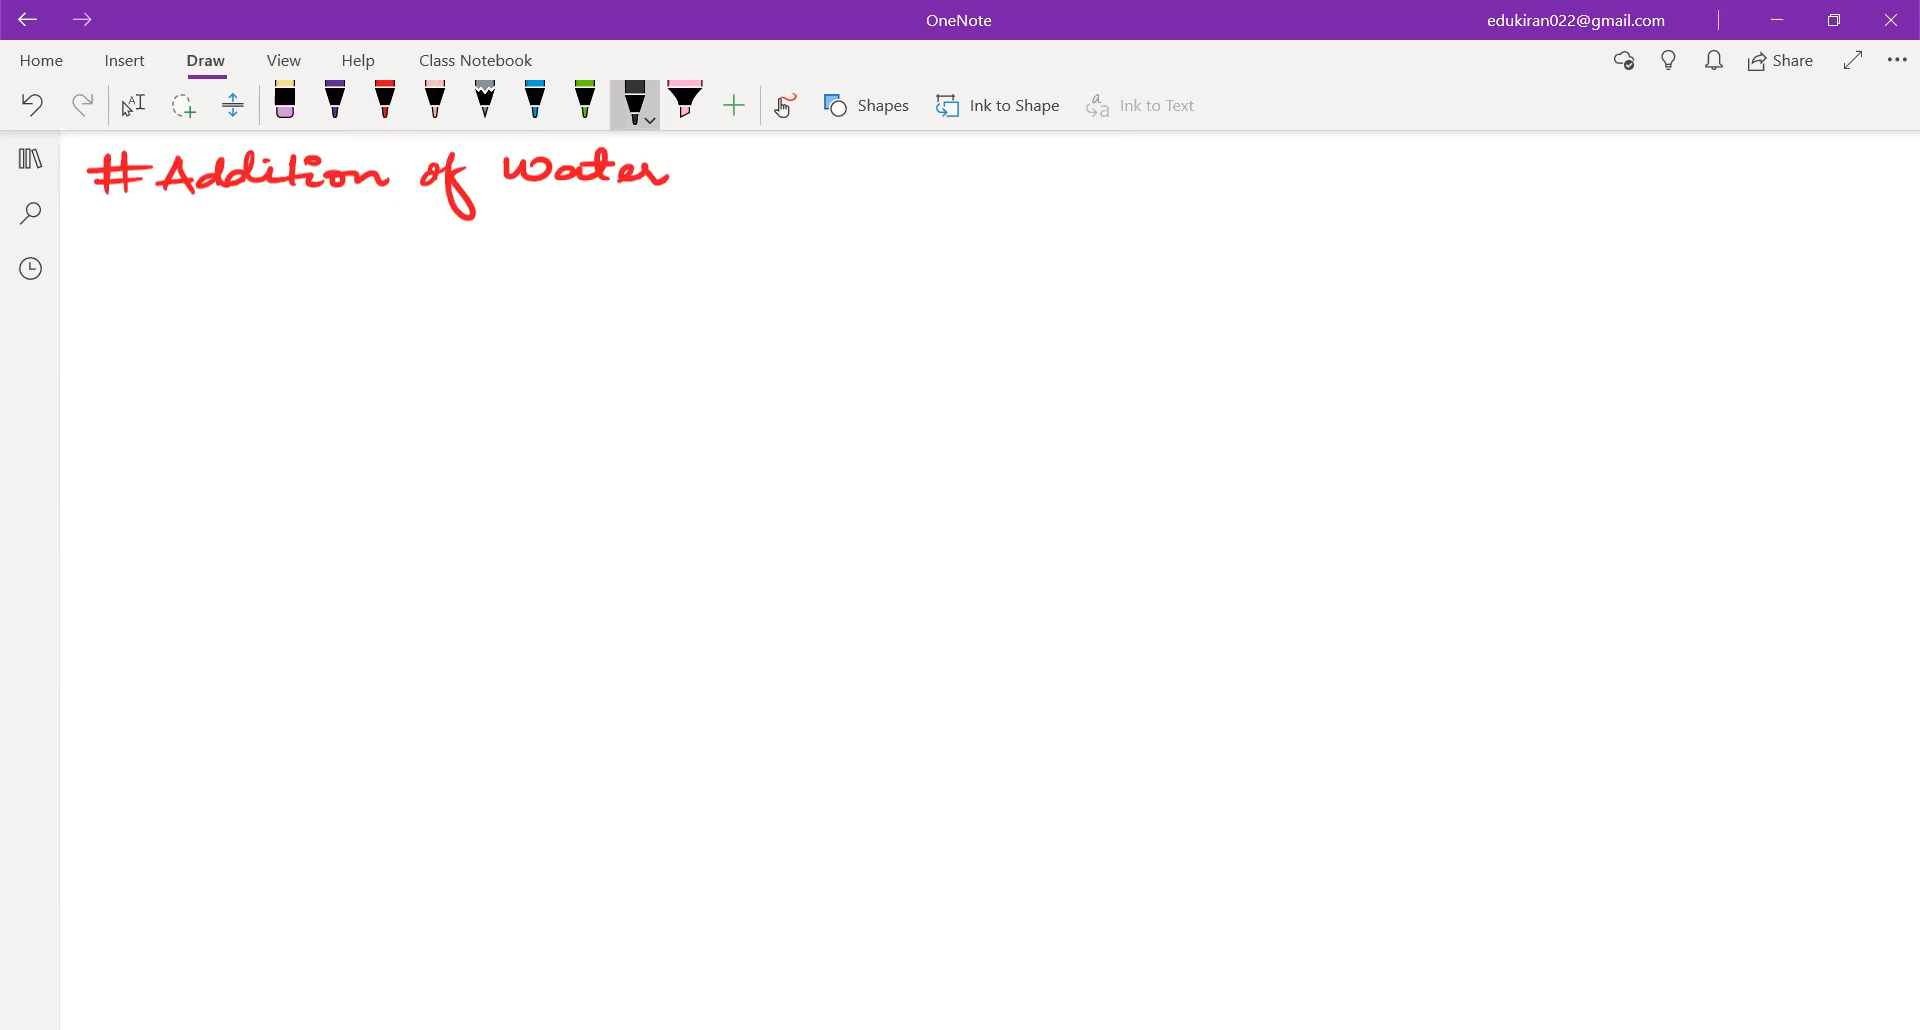 OneNote
edukiran022@gmail.com
Home Insert Draw View Help Class Notebook
Share
Shapes Ink to Shape Ink to Text
#Addition of water